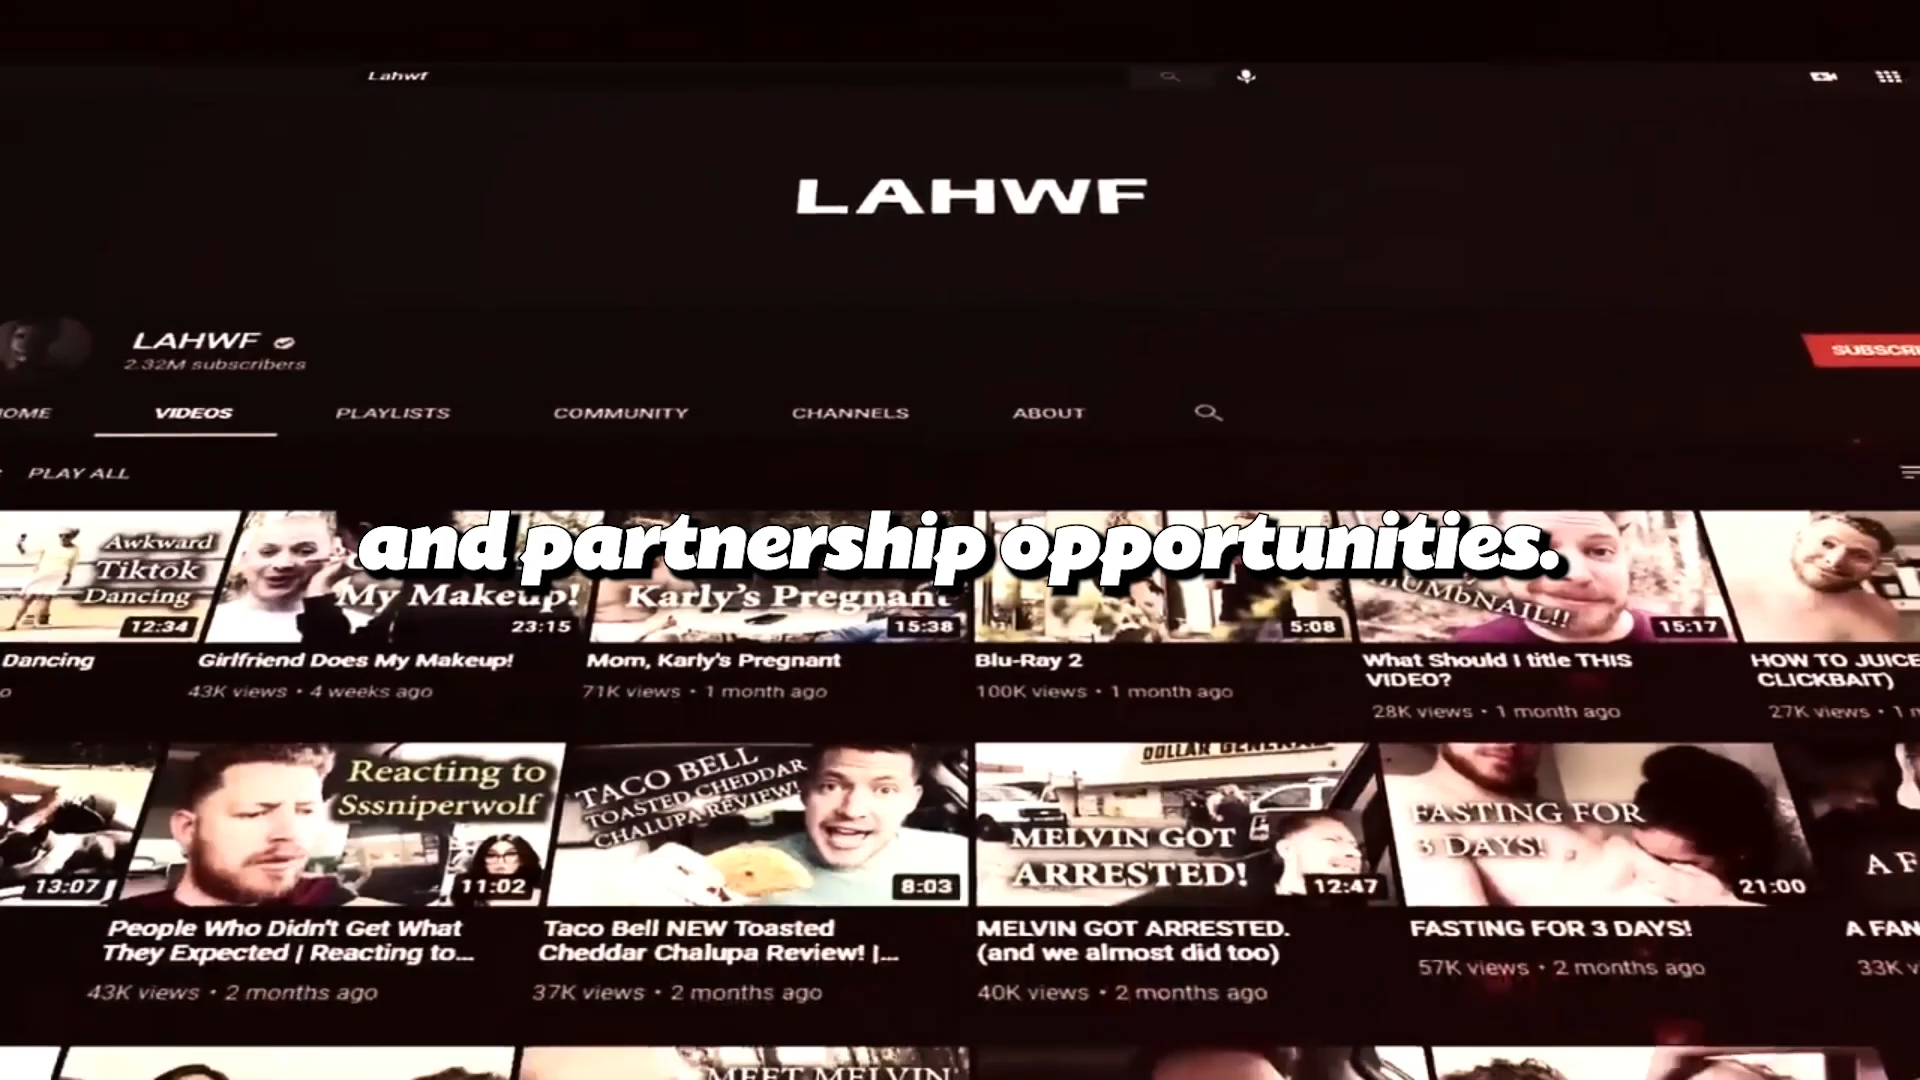 Lahwf
LAHWF
LAHWF
2.32M subscribers
SUBSCRI
OME
VIDEOS
PLAYLISTS
COMMUNITY
CHANNELS
ABOUT
PLAY ALL
and partnership opportunities.
Awkward
Tiktok
Dancing
12:34
My Makeup!
23:15
Karly's Pregnant
15:38
5:08
THUMbNAIL!!
15:17
Dancing
Girlfriend Does My Makeup!
43K views • 4 weeks ago
Mom, Karly's Pregnant
71K views • 1 month ago
Blu-Ray 2
100K views • 1 month ago
What Should I title THIS
VIDEO?
28K views • 1 month ago
HOW TO JUICE
CLICKBAIT)
27K views • 1 m
13:07
Reacting to
Sssniperwolf
11:02
TACO BELL
TOASTED CHEDDAR
CHALUPA REVIEW!
8:03
DOLLAR GENERAL
MELVIN GOT
ARRESTED!
12:47
FASTING FOR
3 DAYS!
21:00
A F
People Who Didn't Get What
They Expected | Reacting to...
43K views • 2 months ago
Taco Bell NEW Toasted
Cheddar Chalupa Review! |...
37K views • 2 months ago
MELVIN GOT ARRESTED.
(and we almost did too)
40K views • 2 months ago
FASTING FOR 3 DAYS!
57K views • 2 months ago
A FAN
33K v
MEET MELVIN